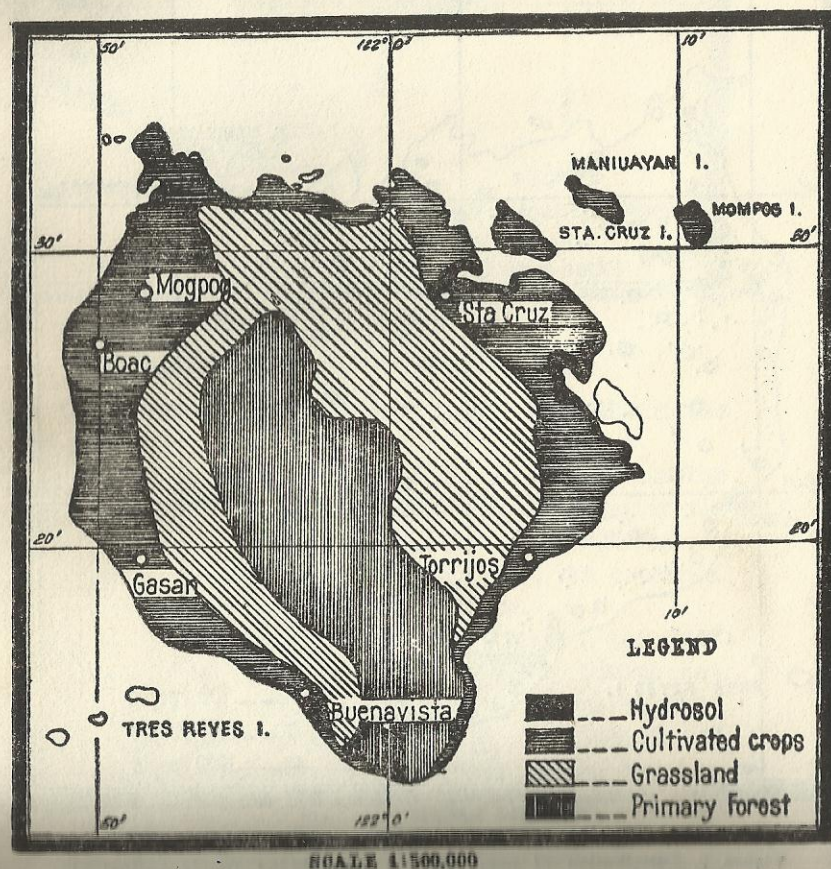 50'
122° 0'
10'
MANIUAYAN I.
MOMPOG I.
STA. CRUZ I.
30'
30'
Mogpog
Sta Cruz
Boac
20'
20'
Torrijos
Gasan
10'
LEGEND
Buenavista
TRES REYES I.
Hydrosol
Cultivated crops
Grassland
Primary Forest
50'
122° 0'
SCALE 1:500,000